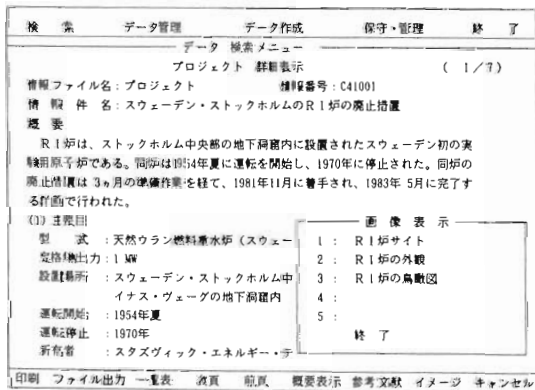 検 索 データ管理 データ作成 保守・管理 終 了
データ 検索メニュー
プロジェクト 詳細表示 ( 1/7)
情報ファイル名：プロジェクト 情報番号：C41001
情 報 件 名：スウェーデン・ストックホルムのR1炉の廃止措置
概 要
R1炉は、ストックホルム中央部の地下洞窟内に設置されたスウェーデン初の実
験用原子炉である。同炉は1954年夏に運転を開始し、1970年に停止された。同炉の
廃止措置は 3ヵ月の準備作業を経て、1981年11月に着手され、1983年 5月に完了す
る計画で行われた。
(1) 主要目
型 式 ：天然ウラン燃料重水炉（スウェー
定格熱出力：1 MW
設置場所 ：スウェーデン・ストックホルム中
イナス・ヴェーグの地下洞窟内
運転開始 ：1954年夏
運転停止 ：1970年
所有者 ：スタズヴィック・エネルギー・テ
画 像 表 示
1 ： R1炉サイト
2 ： R1炉の外観
3 ： R1炉の鳥瞰図
4 ：
5 ：
終 了
印刷 ファイル出力 一覧表 次頁 前頁 概要表示 参考文献 イメージ キャンセル